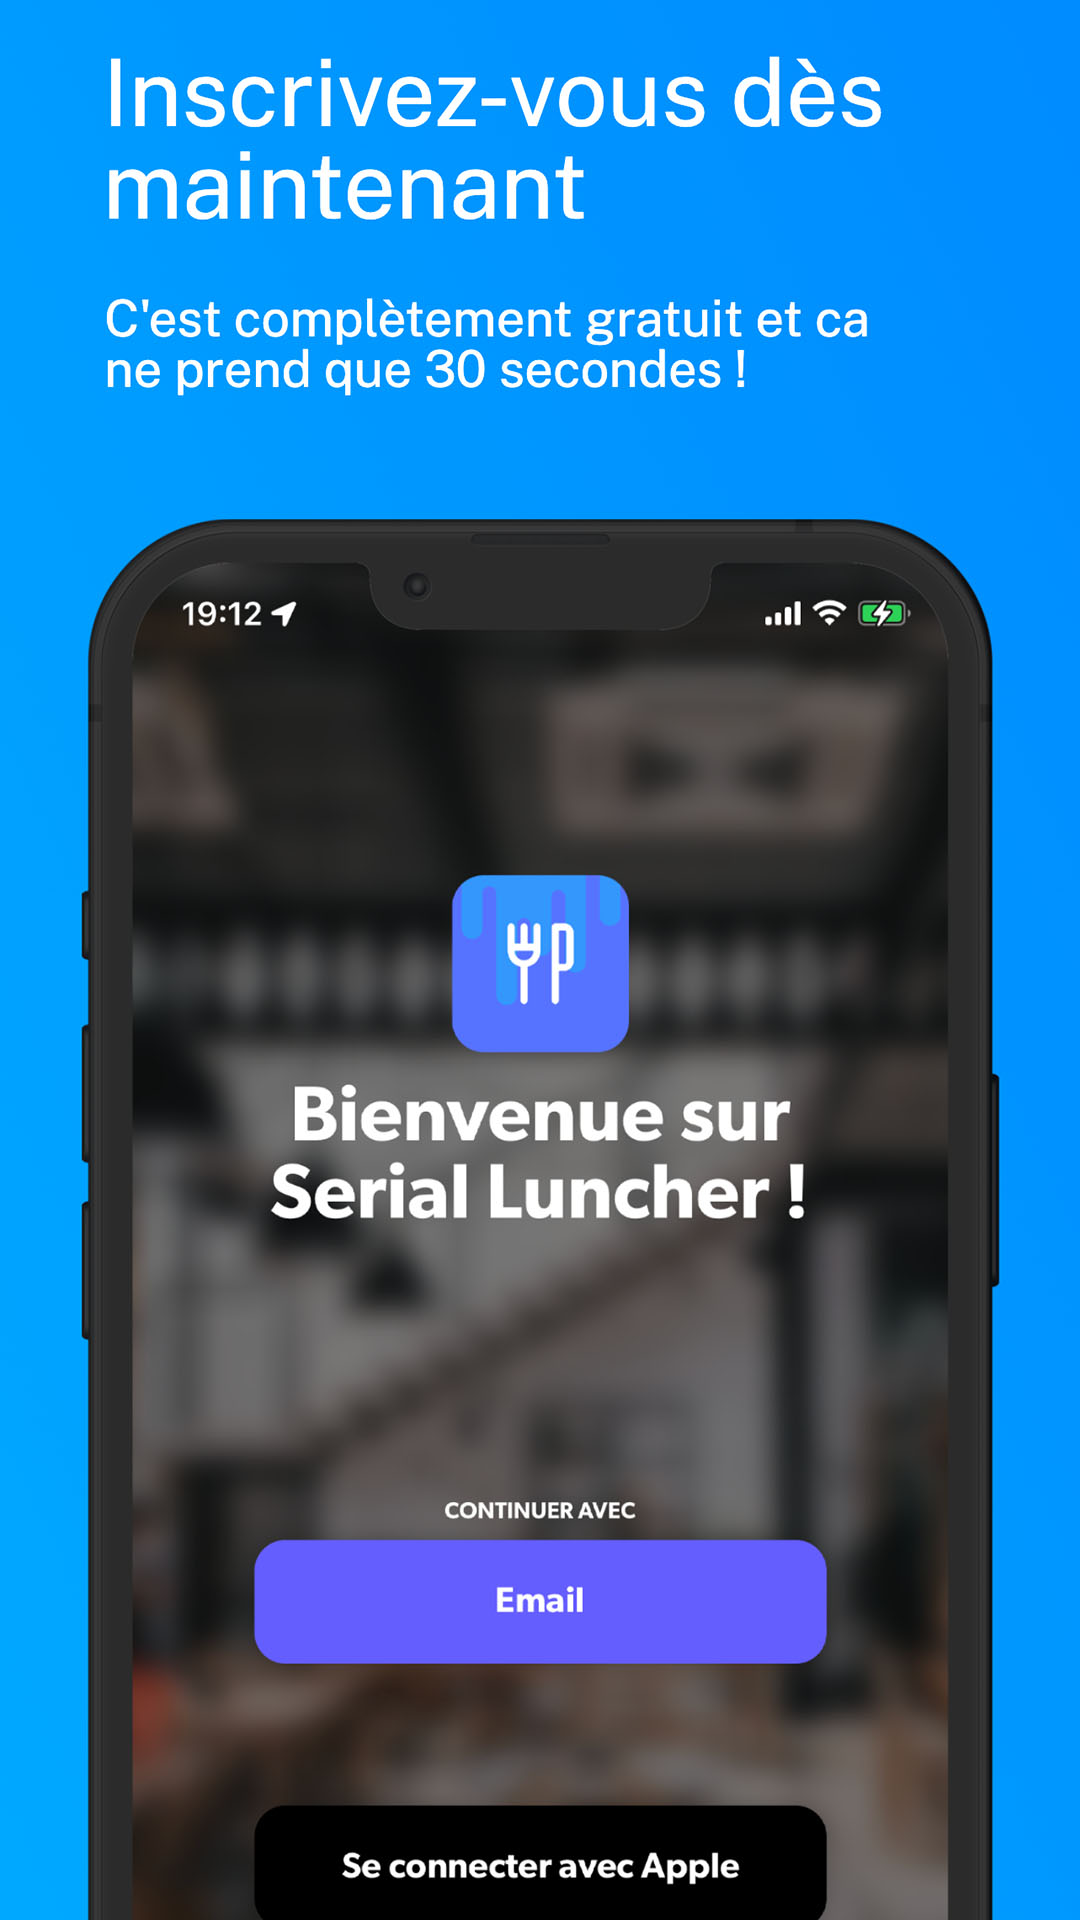 Inscrivez-vous dès
maintenant
C'est complètement gratuit et ca
ne prend que 30 secondes !
19:12
Bienvenue sur
Serial Luncher !
CONTINUER AVEC
Email
Se connecter avec Apple